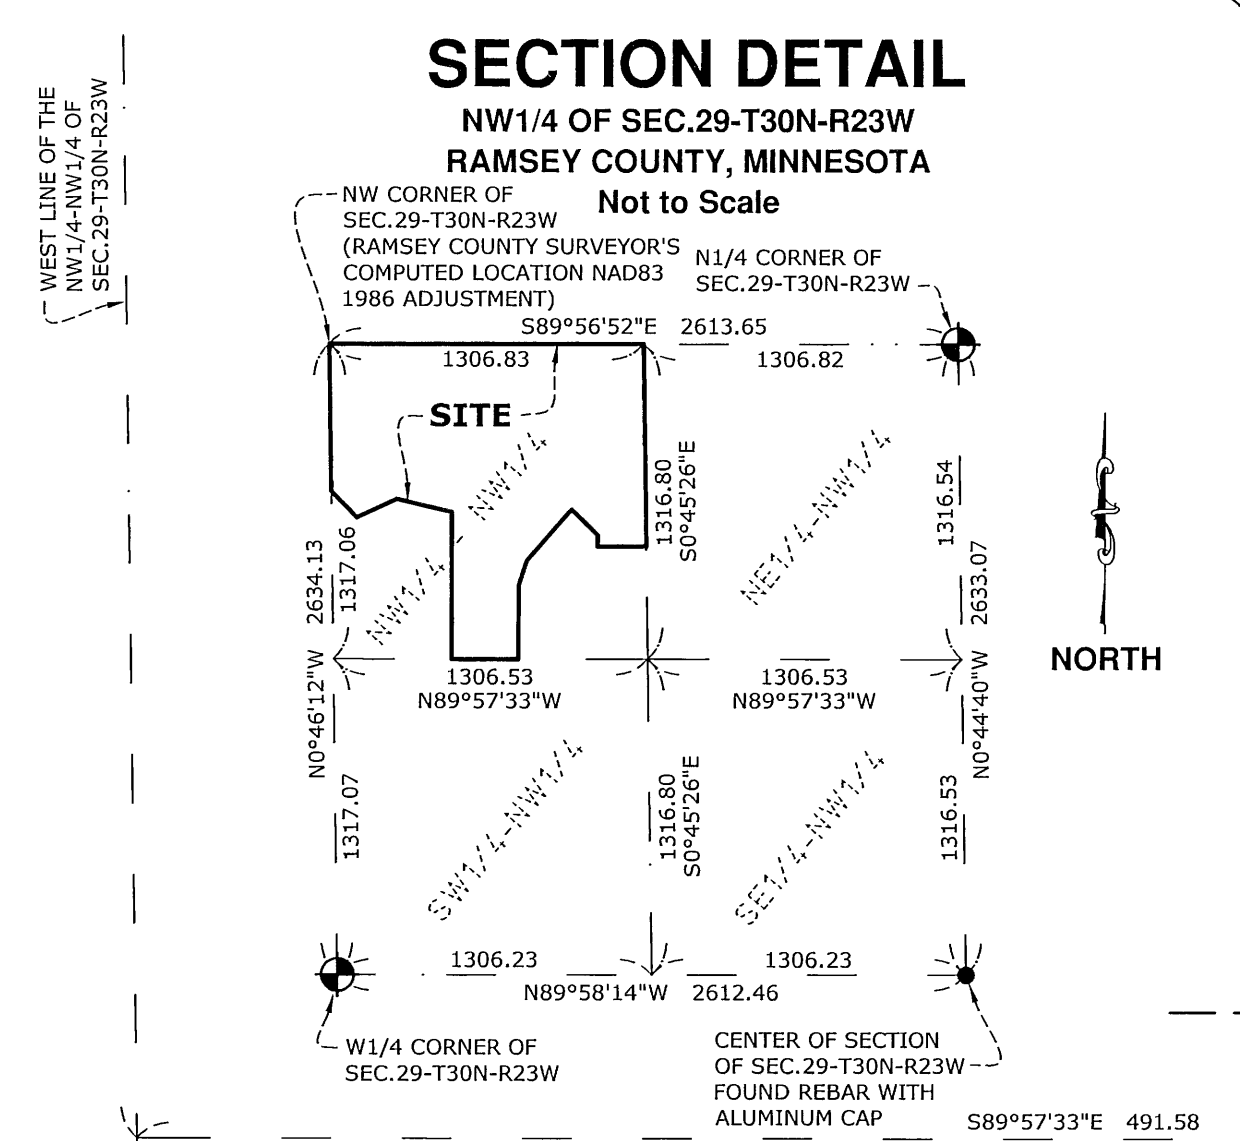 SECTION DETAIL
NW1/4 OF SEC.29-T30N-R23W
RAMSEY COUNTY, MINNESOTA
Not to Scale
WEST LINE OF THE
NW1/4-NW1/4 OF
SEC.29-T30N-R23W
NW CORNER OF
SEC.29-T30N-R23W
(RAMSEY COUNTY SURVEYOR'S
COMPUTED LOCATION NAD83
1986 ADJUSTMENT)
N1/4 CORNER OF
SEC.29-T30N-R23W
S89°56'52"E 2613.65
1306.83
1306.82
SITE
NW1/4 - NW1/4
NE1/4-NW1/4
1316.80
S0°45'26"E
1316.54
2633.07
N0°44'40"W
1316.53
2634.13
1317.06
N0°46'12"W
1317.07
NORTH
1306.53
N89°57'33"W
1306.53
N89°57'33"W
SW1/4-NW1/4
SE1/4-NW1/4
1316.80
S0°45'26"E
1306.23
1306.23
N89°58'14"W 2612.46
W1/4 CORNER OF
SEC.29-T30N-R23W
CENTER OF SECTION
OF SEC.29-T30N-R23W
FOUND REBAR WITH
ALUMINUM CAP
S89°57'33"E 491.58